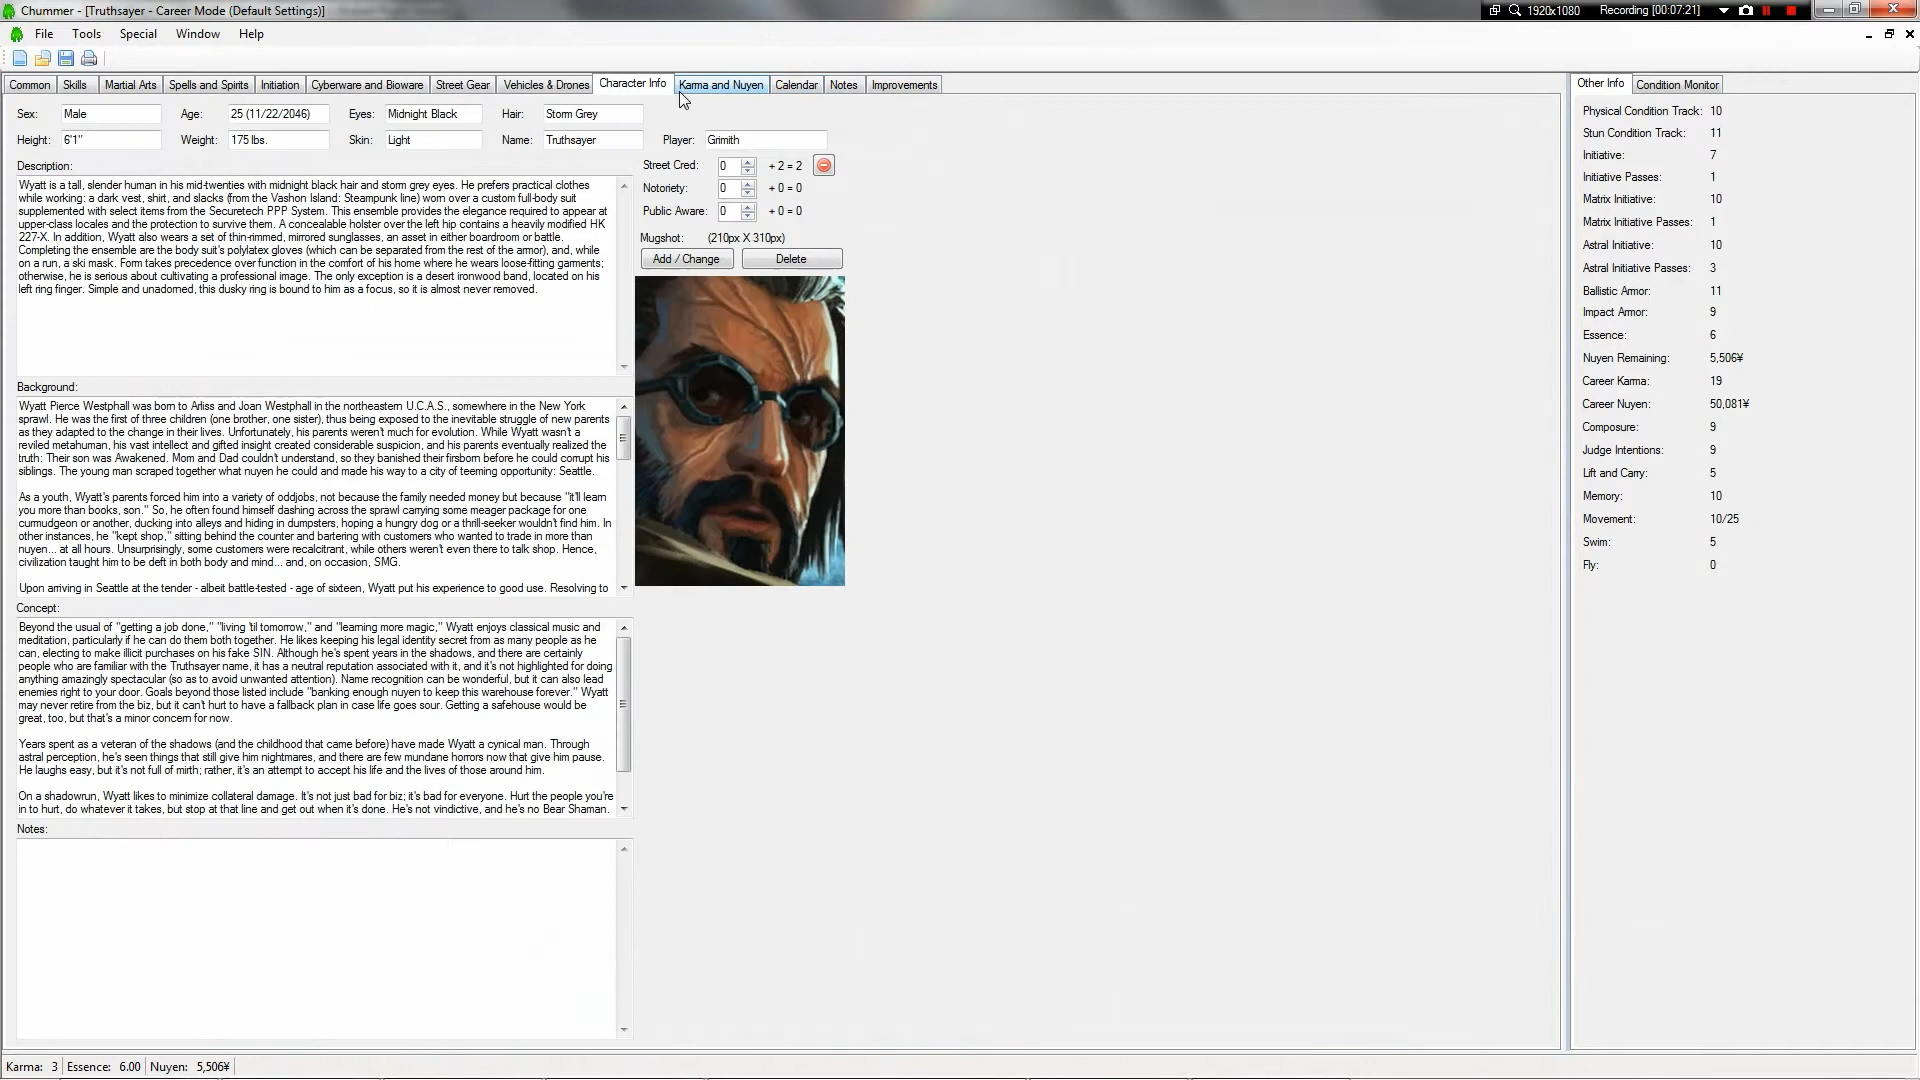 Chummer - [Truthsayer - Career Mode (Default Settings)]
1920x1080 Recording [00:07:21]
File Tools Special Window Help
Common Skills Martial Arts Spells and Spirits Initiation Cyberware and Bioware Street Gear Vehicles & Drones Character Info Karma and Nuyen Calendar Notes Improvements
Sex: Male Age: 25 (11/22/2046) Eyes: Midnight Black Hair: Storm Grey
Height: 6'1" Weight: 175 lbs. Skin: Light Name: Truthsayer Player: Grimith
Description:
Wyatt is a tall, slender human in his mid-twenties with midnight black hair and storm grey eyes. He prefers practical clothes
while working: a dark vest, shirt, and slacks (from the Vashon Island: Steampunk line) worn over a custom full-body suit
supplemented with select items from the Securetech PPP System. This ensemble provides the elegance required to appear at
upper-class locales and the protection to survive them. A concealable holster over the left hip contains a heavily modified HK
227-X. In addition, Wyatt also wears a set of thin-rimmed, mirrored sunglasses, an asset in either boardroom or battle.
Completing the ensemble are the body suit's polylatex gloves (which can be separated from the rest of the armor), and, while
on a run, a ski mask. Form takes precedence over function in the comfort of his home where he wears loose-fitting garments;
otherwise, he is serious about cultivating a professional image. The only exception is a desert ironwood band, located on his
left ring finger. Simple and unadorned, this dusky ring is bound to him as a focus, so it is almost never removed.
Street Cred: 0 + 2 = 2
Notoriety: 0 + 0 = 0
Public Aware: 0 + 0 = 0
Mugshot: (210px X 310px)
Add / Change Delete
Background:
Wyatt Pierce Westphall was born to Arliss and Joan Westphall in the northeastern U.C.A.S., somewhere in the New York
sprawl. He was the first of three children (one brother, one sister), thus being exposed to the inevitable struggle of new parents
as they adapted to the change in their lives. Unfortunately, his parents weren't much for evolution. While Wyatt wasn't a
reviled metahuman, his vast intellect and gifted insight created considerable suspicion, and his parents eventually realized the
truth: Their son was Awakened. Mom and Dad couldn't understand, so they banished their firsborn before he could corrupt his
siblings. The young man scraped together what nuyen he could and made his way to a city of teeming opportunity: Seattle.
As a youth, Wyatt's parents forced him into a variety of oddjobs, not because the family needed money but because "it'll learn
you more than books, son." So, he often found himself dashing across the sprawl carrying some meager package for one
curmudgeon or another, ducking into alleys and hiding in dumpsters, hoping a hungry dog or a thrill-seeker wouldn't find him. In
other instances, he "kept shop," sitting behind the counter and bartering with customers who wanted to trade in more than
nuyen... at all hours. Unsurprisingly, some customers were recalcitrant, while others weren't even there to talk shop. Hence,
civilization taught him to be deft in both body and mind... and, on occasion, SMG.
Upon arriving in Seattle at the tender - albeit battle-tested - age of sixteen, Wyatt put his experience to good use. Resolving to
Concept:
Beyond the usual of "getting a job done," "living 'til tomorrow," and "learning more magic," Wyatt enjoys classical music and
meditation, particularly if he can do them both together. He likes keeping his legal identity secret from as many people as he
can, electing to make illicit purchases on his fake SIN. Although he's spent years in the shadows, and there are certainly
people who are familiar with the Truthsayer name, it has a neutral reputation associated with it, and it's not highlighted for doing
anything amazingly spectacular (so as to avoid unwanted attention). Name recognition can be wonderful, but it can also lead
enemies right to your door. Goals beyond those listed include "banking enough nuyen to keep this warehouse forever." Wyatt
may never retire from the biz, but it can't hurt to have a fallback plan in case life goes sour. Getting a safehouse would be
great, too, but that's a minor concern for now.
Years spent as a veteran of the shadows (and the childhood that came before) have made Wyatt a cynical man. Through
astral perception, he's seen things that still give him nightmares, and there are few mundane horrors now that give him pause.
He laughs easy, but it's not full of mirth; rather, it's an attempt to accept his life and the lives of those around him.
On a shadowrun, Wyatt likes to minimize collateral damage. It's not just bad for biz; it's bad for everyone. Hurt the people you're
in to hurt, do whatever it takes, but stop at that line and get out when it's done. He's not vindictive, and he's no Bear Shaman.
Notes:
Other Info Condition Monitor
Physical Condition Track: 10
Stun Condition Track: 11
Initiative: 7
Initiative Passes: 1
Matrix Initiative: 10
Matrix Initiative Passes: 1
Astral Initiative: 10
Astral Initiative Passes: 3
Ballistic Armor: 11
Impact Armor: 9
Essence: 6
Nuyen Remaining: 5,506¥
Career Karma: 19
Career Nuyen: 50,081¥
Composure: 9
Judge Intentions: 9
Lift and Carry: 5
Memory: 10
Movement: 10/25
Swim: 5
Fly: 0
Karma: 3 Essence: 6.00 Nuyen: 5,506¥